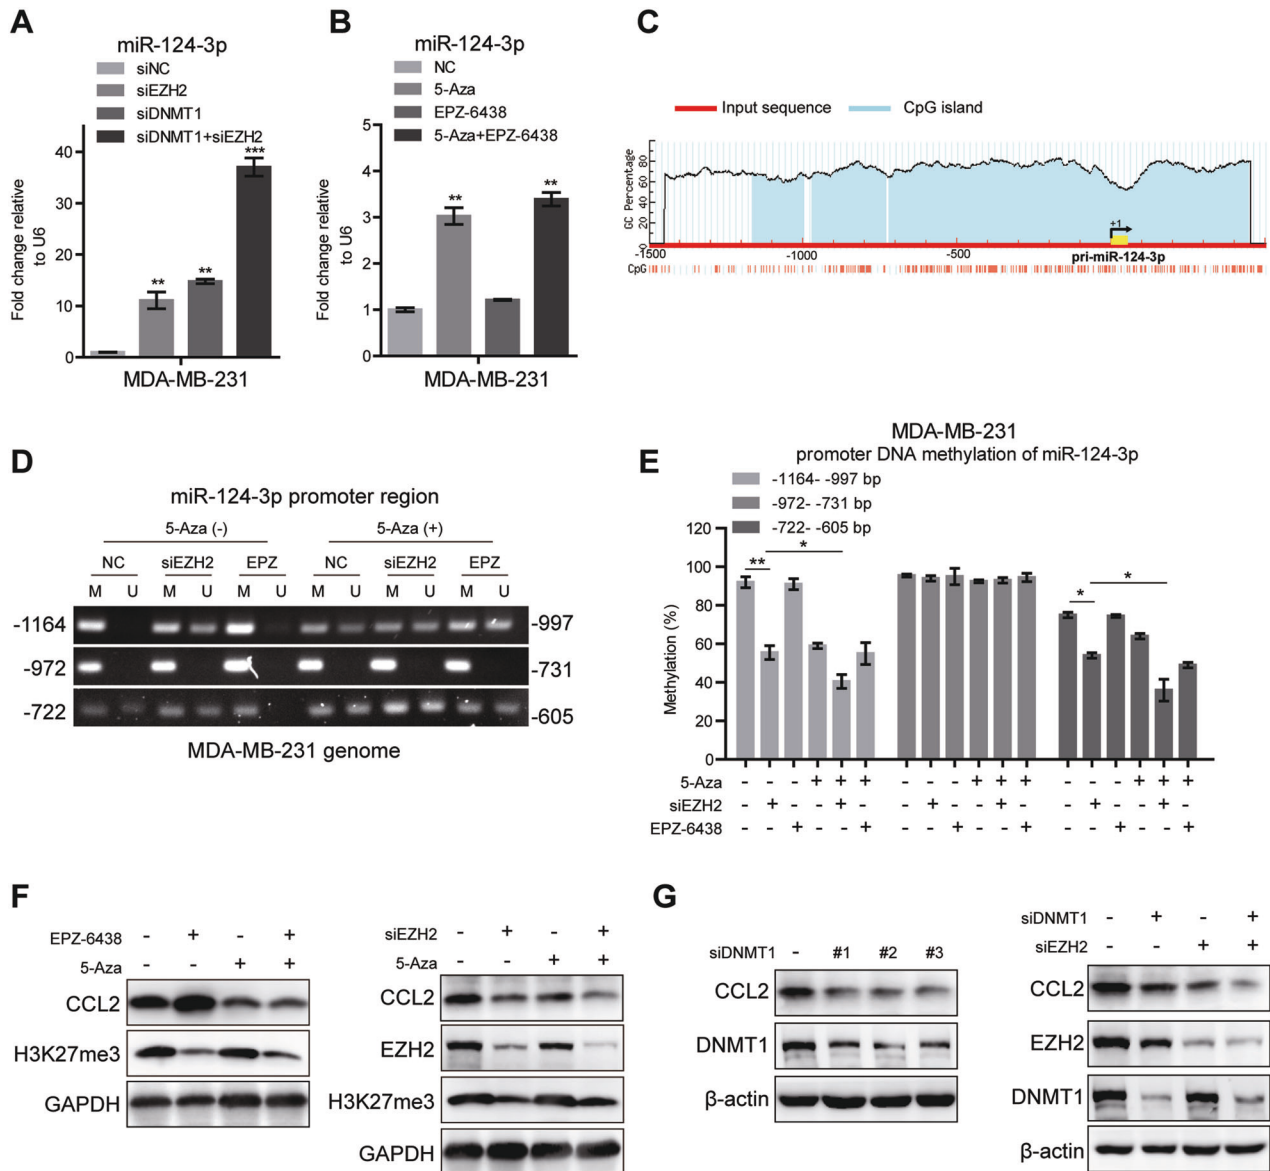 A
miR-124-3p
siNC
siEZH2
siDNMT1
siDNMT1+siEZH2
Fold change relative
to U6
40
30
20
10
0
**
**
***
MDA-MB-231
B
miR-124-3p
NC
5-Aza
EPZ-6438
5-Aza+EPZ-6438
Fold change relative
to U6
5
4
3
2
1
0
**
**
MDA-MB-231
C
Input sequence
CpG island
GC Percentage
80
60
40
20
0
+1
-1500
-1000
-500
pri-miR-124-3p
CpG
D
miR-124-3p promoter region
5-Aza (-)
5-Aza (+)
NC siEZH2 EPZ NC siEZH2 EPZ
M U M U M U M U M U M U
-1164 -997
-972 -731
-722 -605
MDA-MB-231 genome
E
MDA-MB-231
promoter DNA methylation of miR-124-3p
-1164- -997 bp
-972- -731 bp
-722- -605 bp
Methylation (%)
120
100
80
60
40
20
0
**
*
*
*
5-Aza - - - + + + - - - + + + - - - + + +
siEZH2 - + - - + - - + - - + - - + - - + -
EPZ-6438 - - + - - + - - + - - + - - + - - +
F
EPZ-6438 - + - +
5-Aza - - + +
CCL2
H3K27me3
GAPDH
siEZH2 - + - +
5-Aza - - + +
CCL2
EZH2
H3K27me3
GAPDH
G
siDNMT1 - #1 #2 #3
CCL2
DNMT1
β-actin
siDNMT1 - + - +
siEZH2 - - + +
CCL2
EZH2
DNMT1
β-actin